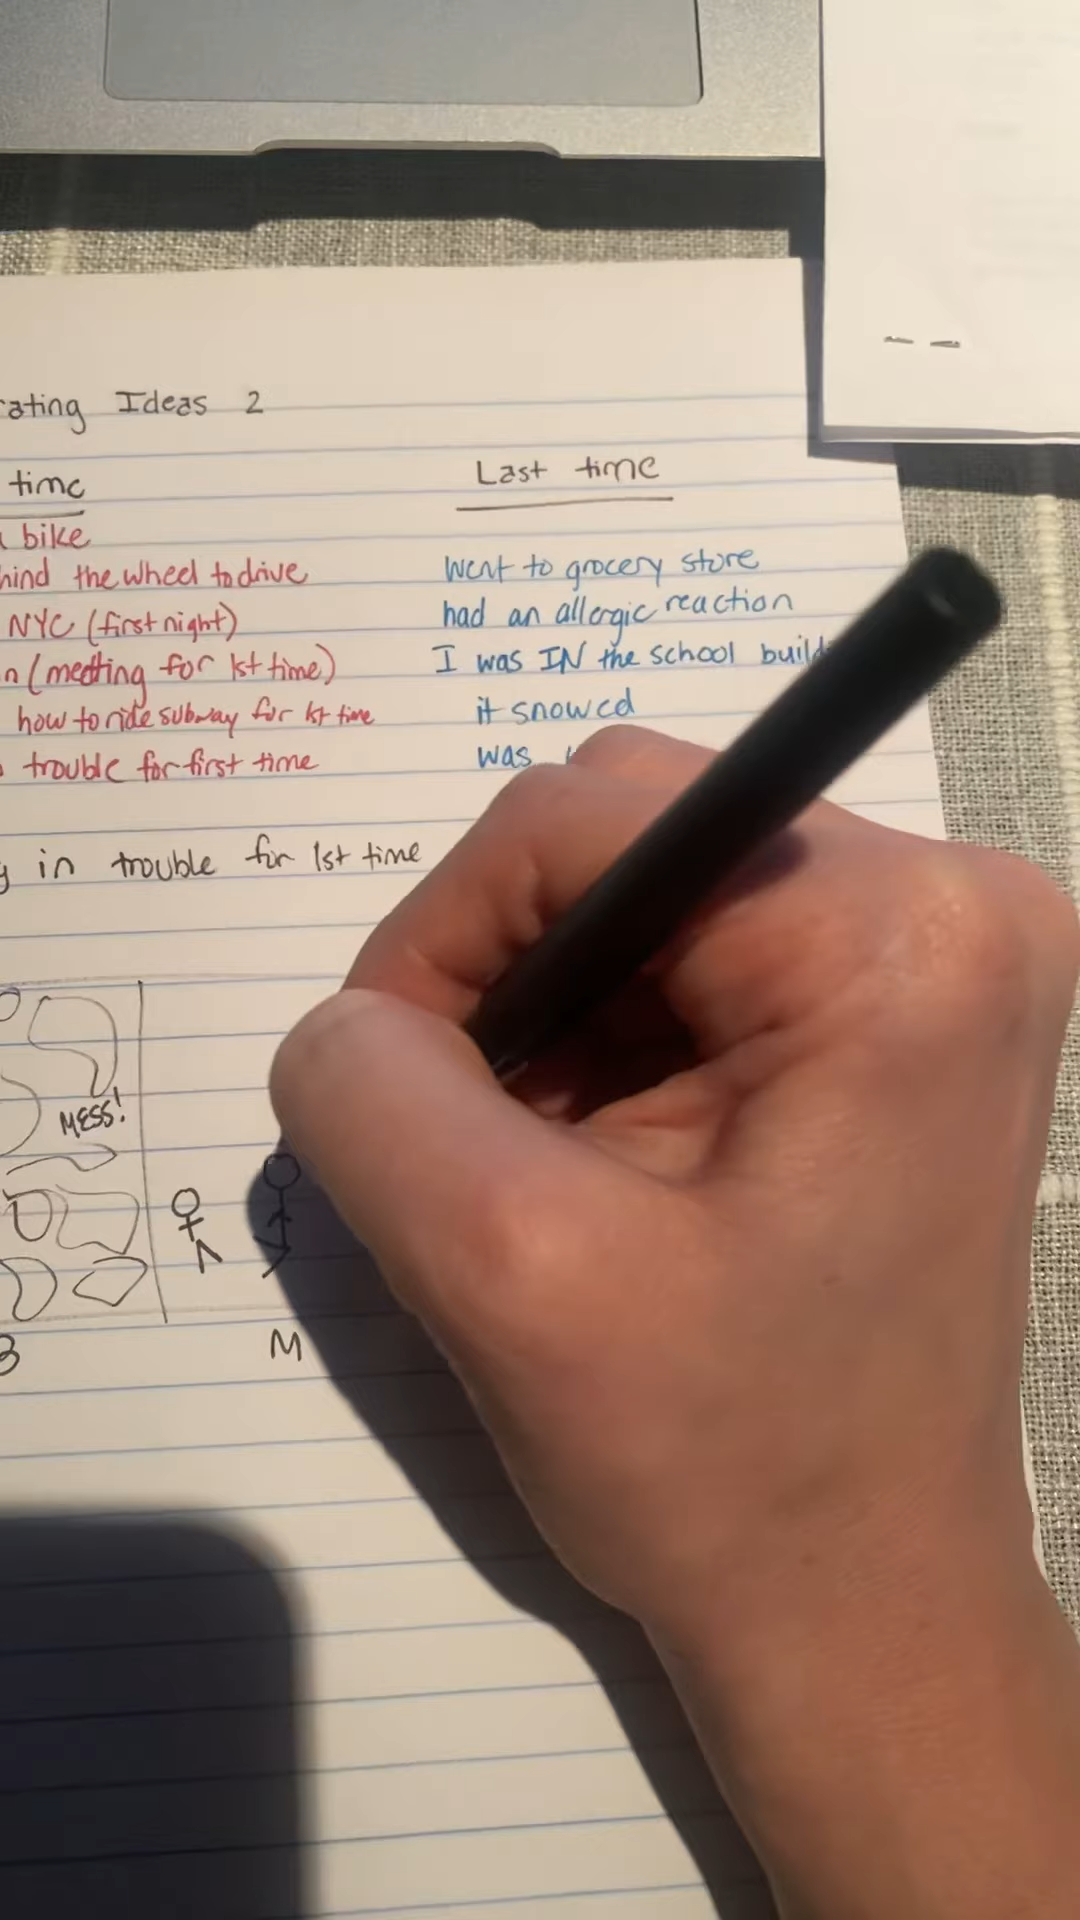 rating Ideas 2
time
Last time
a bike
hind the wheel to drive
went to grocery store
NYC (first night)
had an allergic reaction
n (meeting for 1st time)
I was IN the school build
how to ride subway for 1st time
it snowed
trouble for first time
was
g in trouble for 1st time
MESS!
B
M